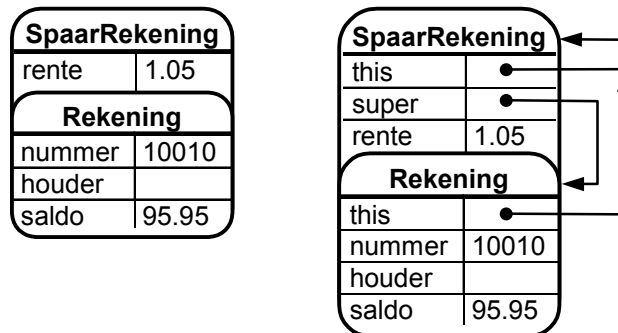 SpaarRekening
rente 1.05
Rekening
nummer 10010
houder
saldo 95.95
SpaarRekening
this
super
rente 1.05
Rekening
this
nummer 10010
houder
saldo 95.95